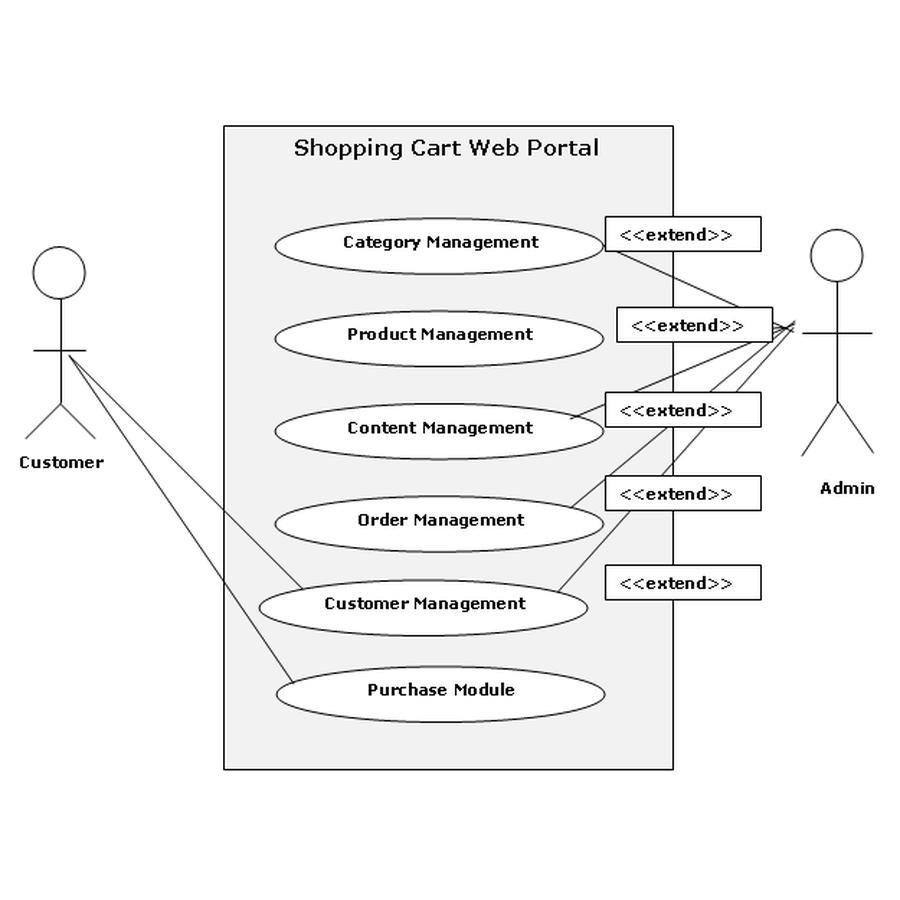 Shopping Cart Web Portal
Category Management
<<extend>>
Product Management
<<extend>>
Content Management
<<extend>>
Customer
Admin
<<extend>>
Order Management
<<extend>>
Customer Management
Purchase Module